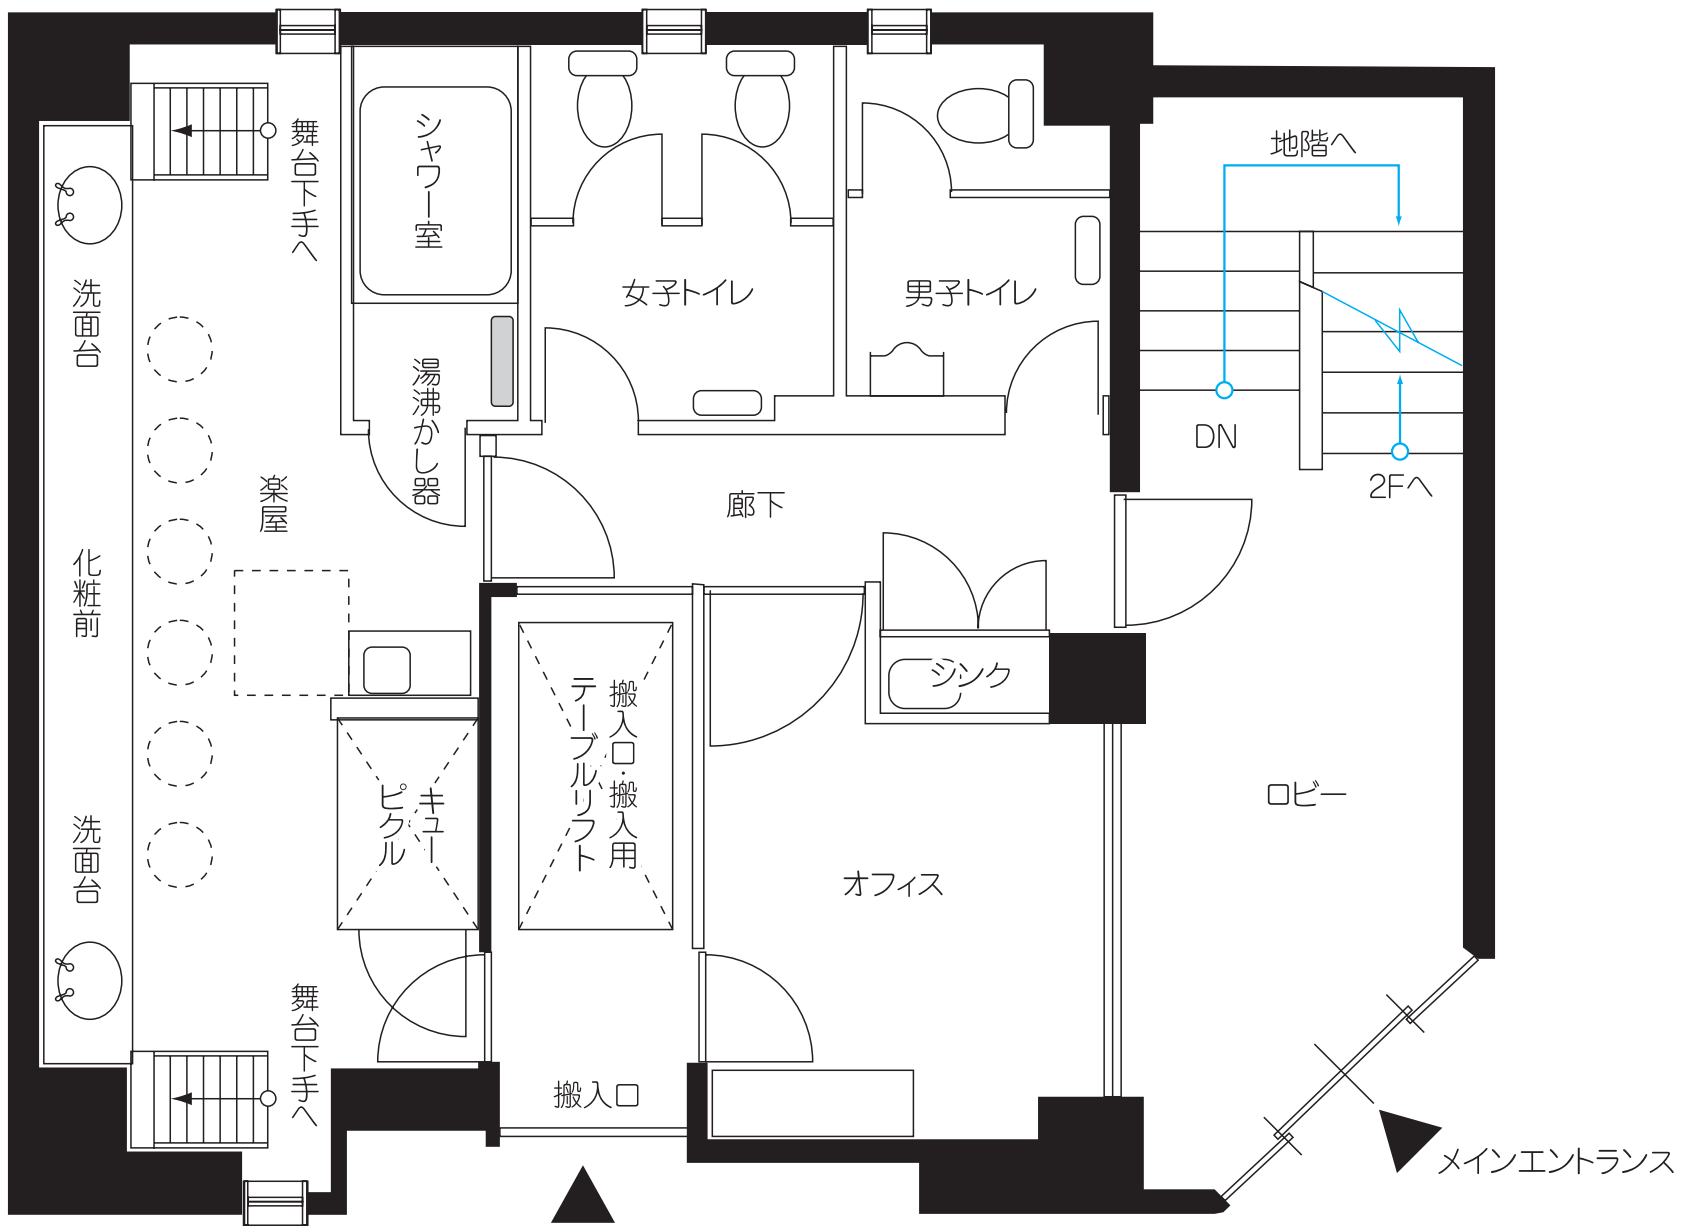 地階へ
舞台下手へ
シャワー室
洗面台
女子トイレ
男子トイレ
湯沸かし器
DN
2Fへ
楽屋
廊下
化粧前
シンク
搬入口・搬入用
テーブルリフト
キュー
ピクル
ロビー
洗面台
オフィス
舞台下手へ
搬入口
メインエントランス